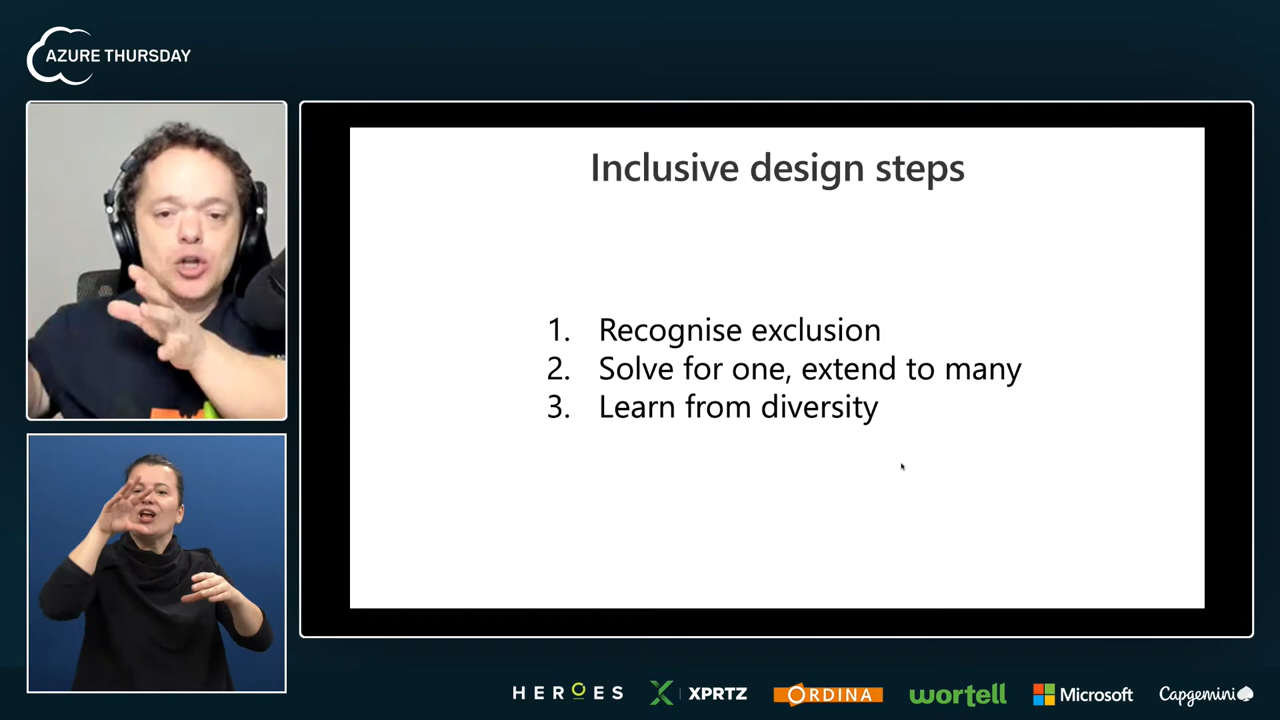 AZURE THURSDAY
Inclusive design steps
1. Recognise exclusion
2. Solve for one, extend to many
3. Learn from diversity
HEROES XPRTZ ORDINA wortell Microsoft Capgemini